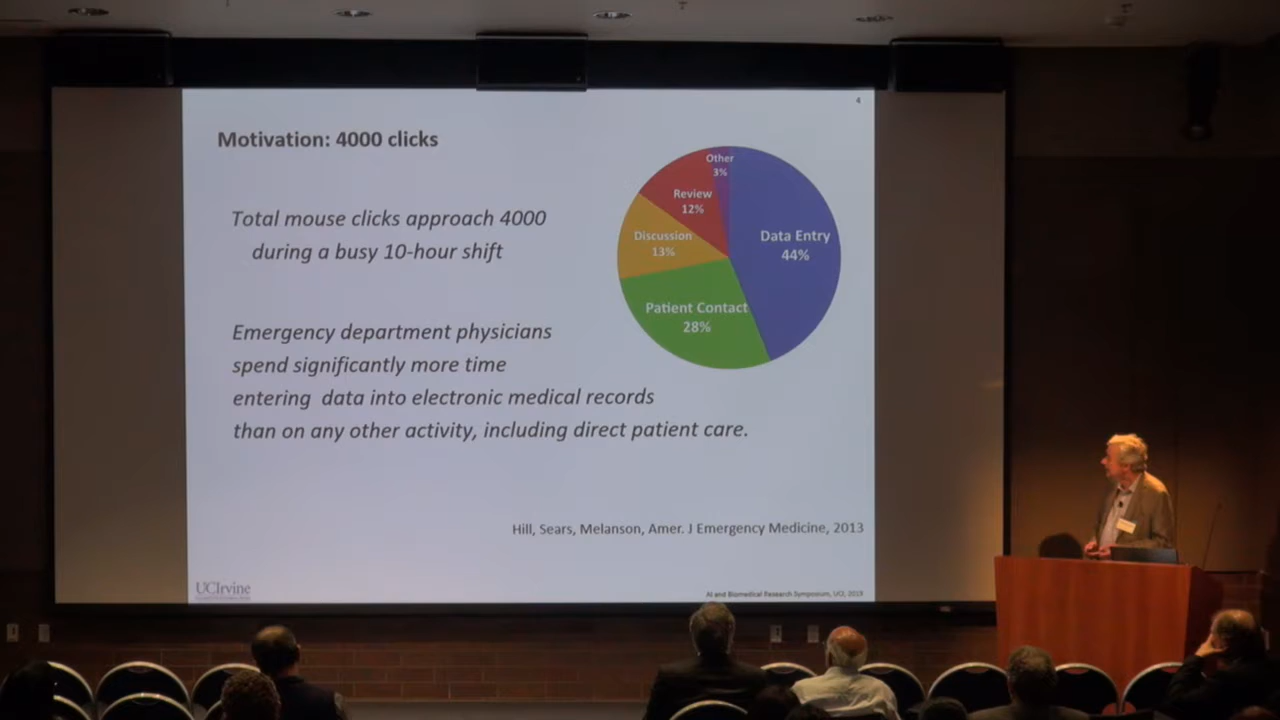 4
Motivation: 4000 clicks
Total mouse clicks approach 4000
during a busy 10-hour shift
Emergency department physicians
spend significantly more time
entering data into electronic medical records
than on any other activity, including direct patient care.
Other
3%
Review
12%
Discussion
13%
Data Entry
44%
Patient Contact
28%
Hill, Sears, Melanson, Amer. J Emergency Medicine, 2013
UCIrvine
AI and Biomedical Research Symposium, UCI, 2019